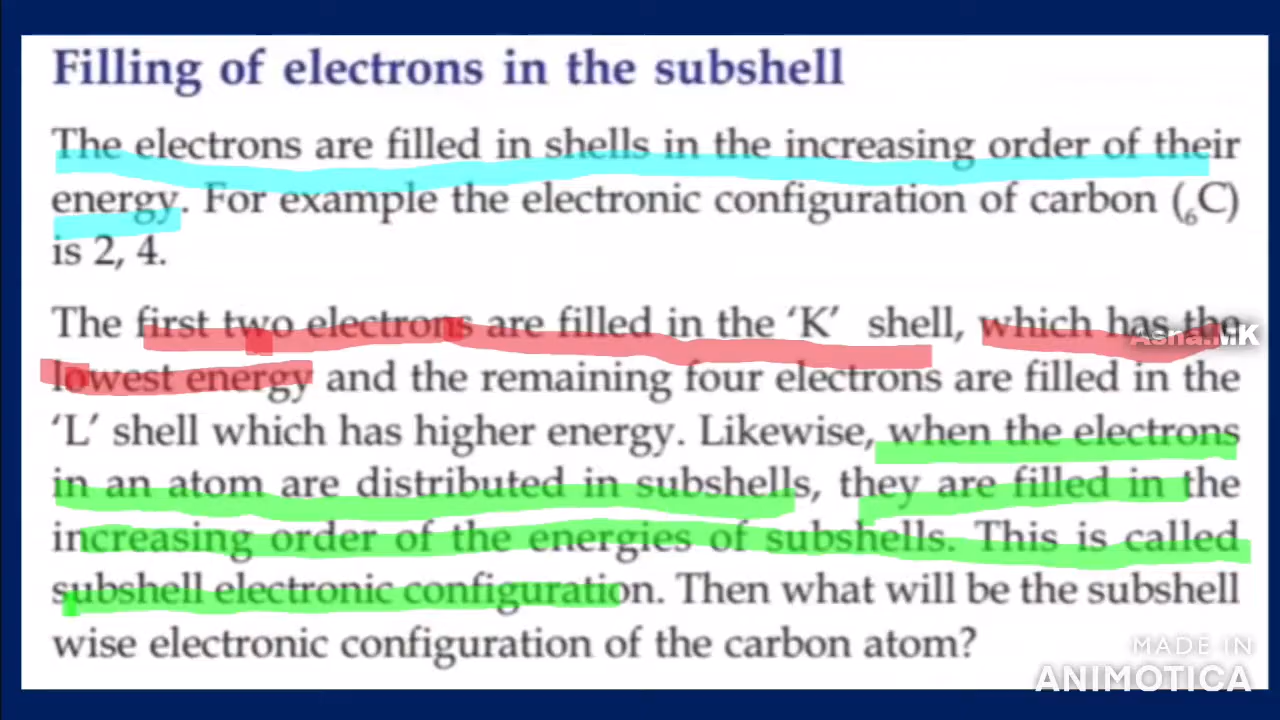 Filling of electrons in the subshell
The electrons are filled in shells in the increasing order of their
energy. For example the electronic configuration of carbon (₆C)
is 2, 4.
The first two electrons are filled in the ‘K’ shell, which has the
lowest energy and the remaining four electrons are filled in the
‘L’ shell which has higher energy. Likewise, when the electrons
in an atom are distributed in subshells, they are filled in the
increasing order of the energies of subshells. This is called
subshell electronic configuration. Then what will be the subshell
wise electronic configuration of the carbon atom?
Asna.MK
MADE IN
ANIMOTICA